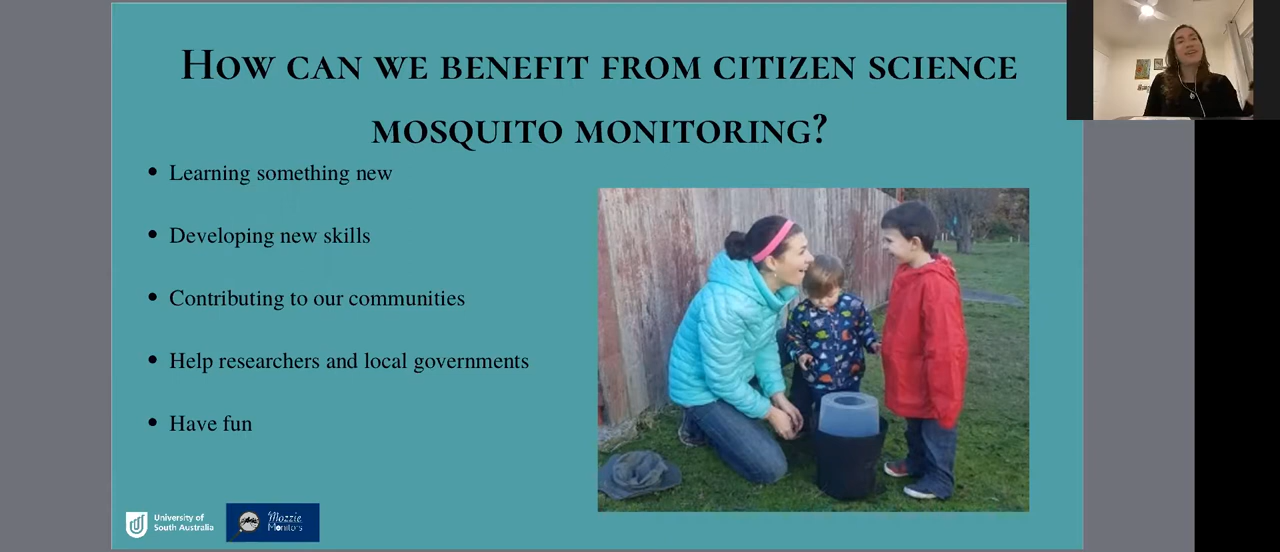 How can we benefit from citizen science
mosquito monitoring?
Learning something new
Developing new skills
Contributing to our communities
Help researchers and local governments
Have fun
University of
South Australia
Mozzie
Monitors